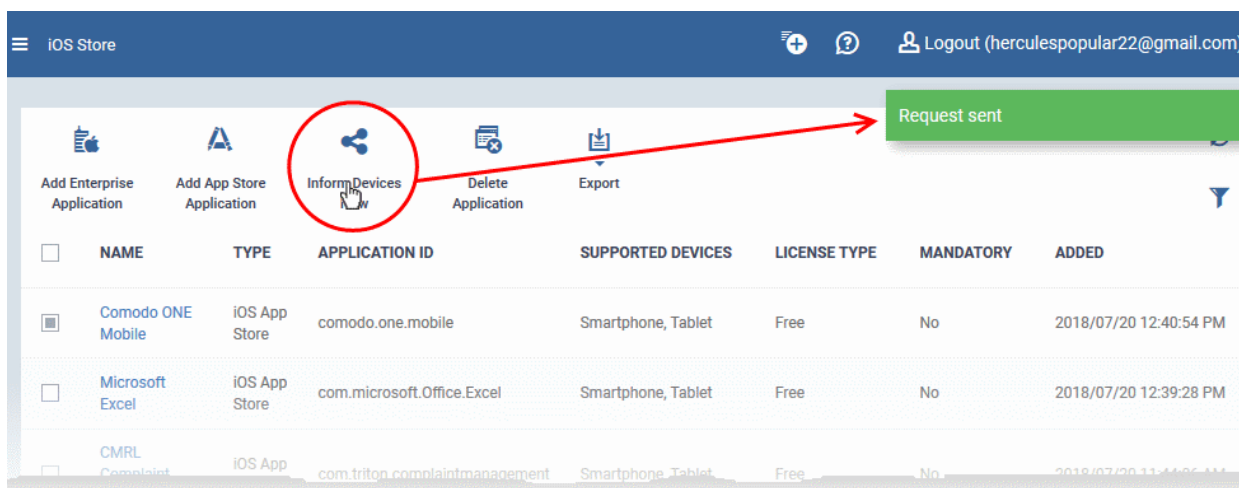 iOS Store
Logout (herculespopular22@gmail.com)
Request sent
Add Enterprise Application
Add App Store Application
Inform Devices
Delete Application
Export
NAME TYPE APPLICATION ID SUPPORTED DEVICES LICENSE TYPE MANDATORY ADDED
Comodo ONE Mobile iOS App Store comodo.one.mobile Smartphone, Tablet Free No 2018/07/20 12:40:54 PM
Microsoft Excel iOS App Store com.microsoft.Office.Excel Smartphone, Tablet Free No 2018/07/20 12:39:28 PM
CMRL Complaint iOS App com.triton.complaintmanagement Smartphone, Tablet Free No